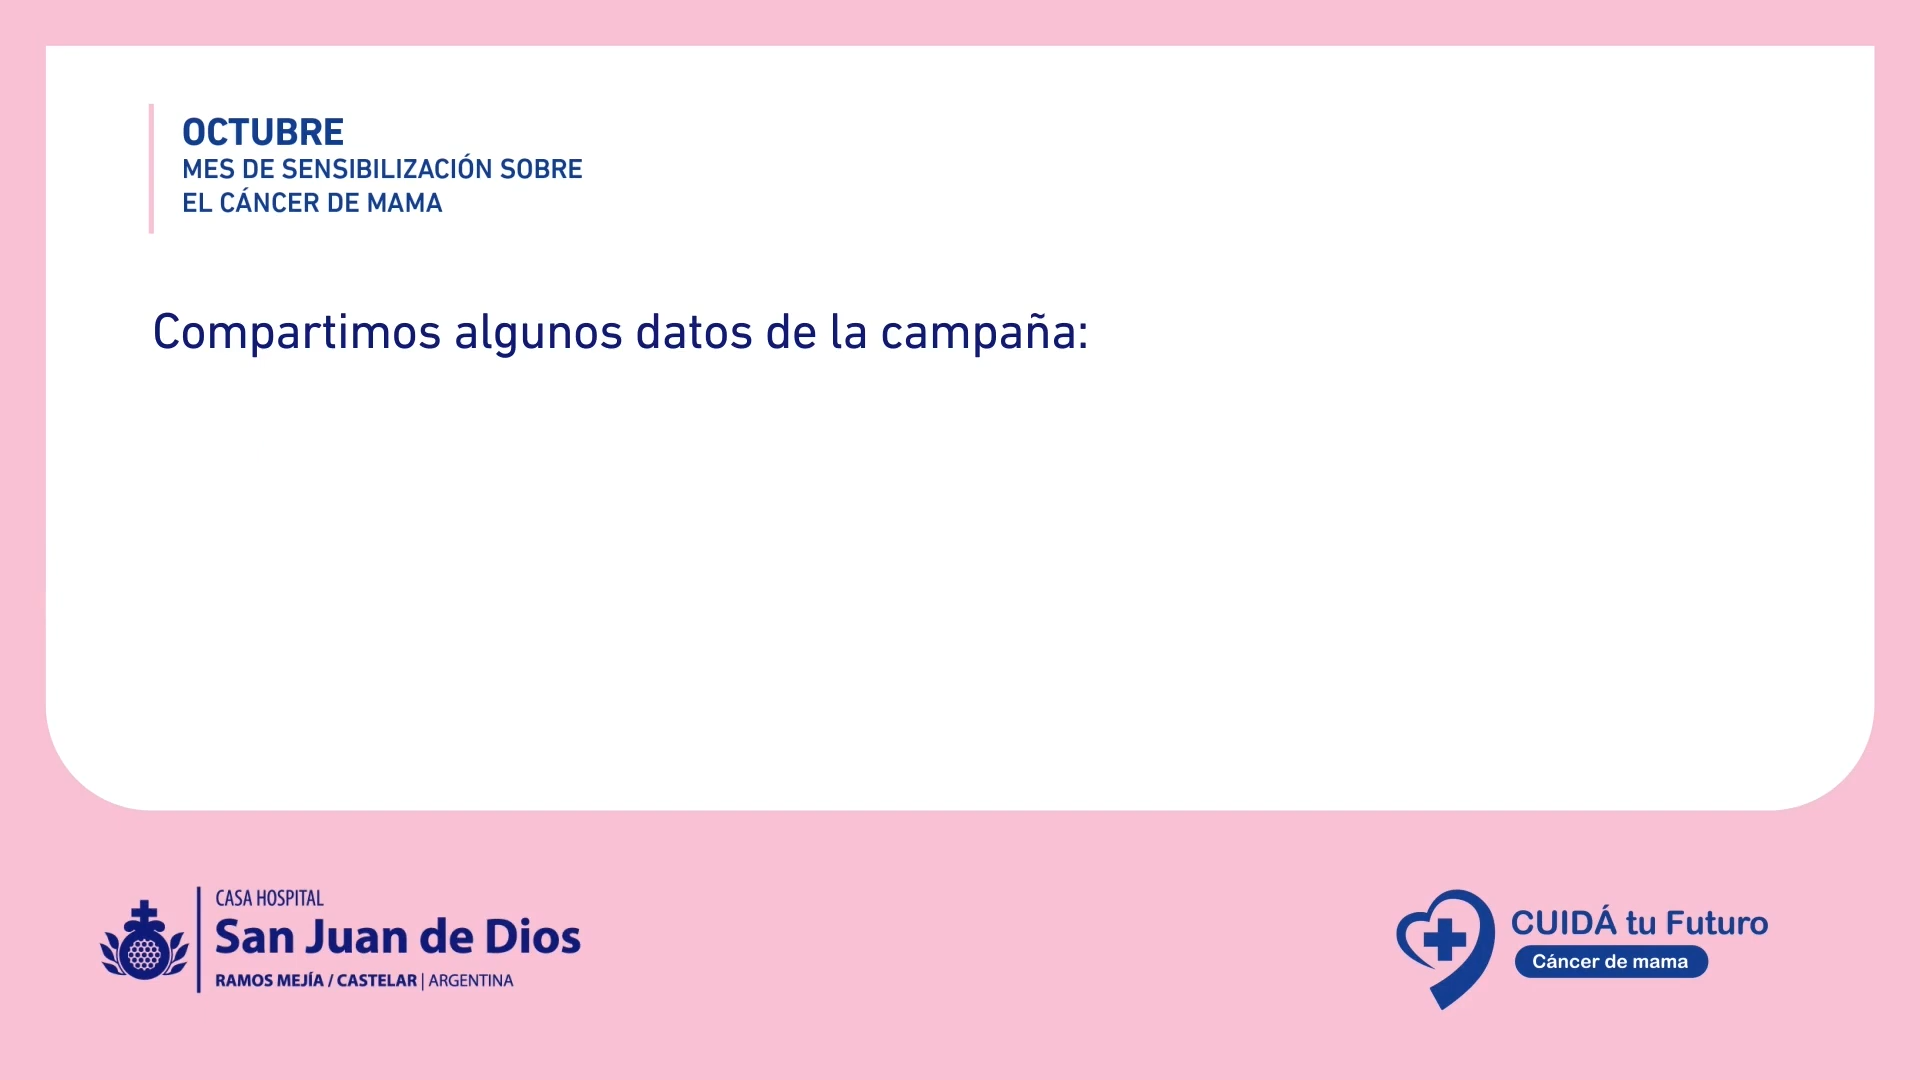 OCTUBRE
MES DE SENSIBILIZACIÓN SOBRE
EL CÁNCER DE MAMA
Compartimos algunos datos de la campaña:
CASA HOSPITAL
San Juan de Dios
RAMOS MEJÍA / CASTELAR | ARGENTINA
CUIDÁ tu Futuro
Cáncer de mama